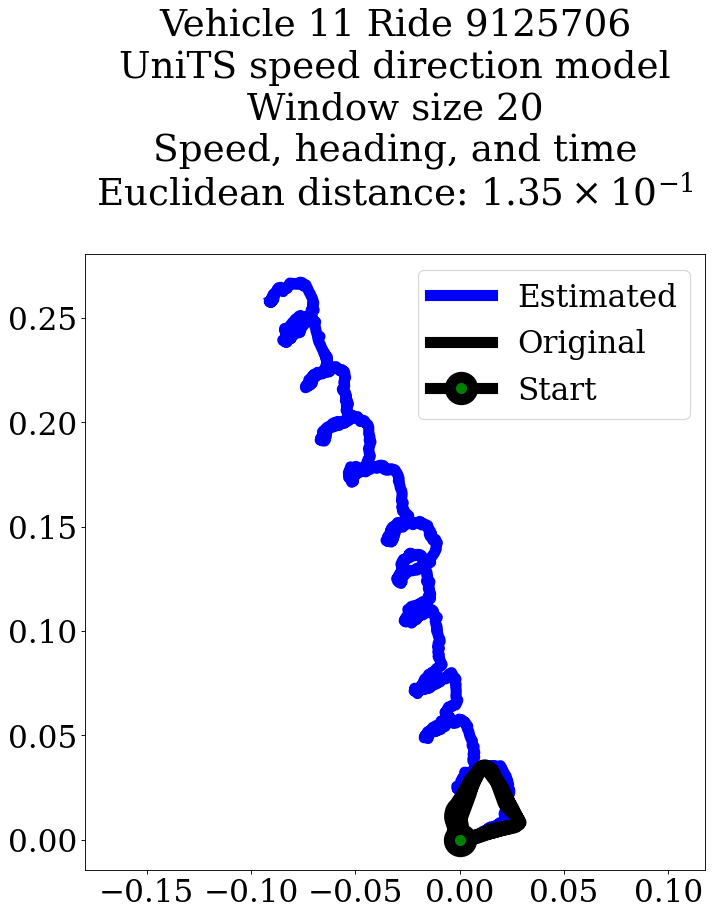 Vehicle 11 Ride 9125706
UniTS speed direction model
Window size 20
Speed, heading, and time
Euclidean distance: $1.35 \times 10^{-1}$
Estimated
Original
Start
0.25
0.20
0.15
0.10
0.05
0.00
−0.15 −0.10 −0.05 0.00 0.05 0.10